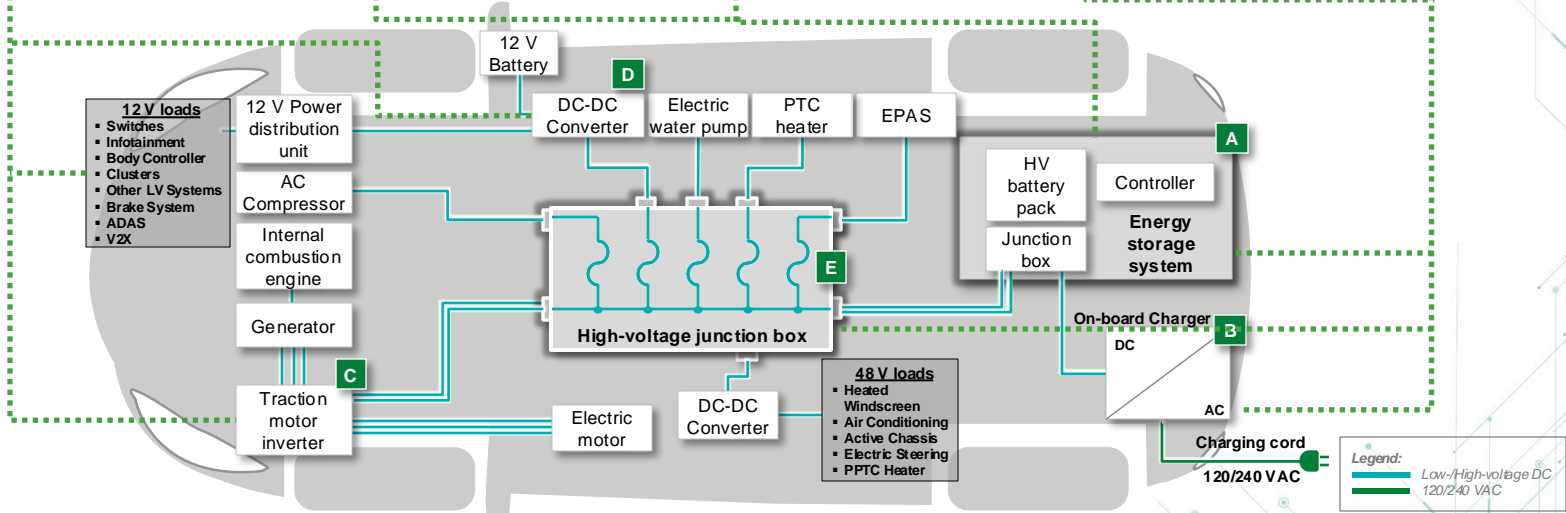 12 V
Battery
D
12 V loads
▪ Switches
▪ Infotainment
▪ Body Controller
▪ Clusters
▪ Other LV Systems
▪ Brake System
▪ ADAS
▪ V2X
12 V Power
distribution
unit
DC-DC
Converter
Electric
water pump
PTC
heater
EPAS
A
HV
battery
pack
Controller
Energy
storage
system
Junction
box
AC
Compressor
Internal
combustion
engine
Generator
E
High-voltage junction box
On-board Charger
B
DC
AC
C
Traction
motor
inverter
Electric
motor
DC-DC
Converter
48 V loads
▪ Heated
Windscreen
▪ Air Conditioning
▪ Active Chassis
▪ Electric Steering
▪ PPTC Heater
Charging cord
120/240 VAC
Legend:
Low-/High-voltage DC
120/240 VAC